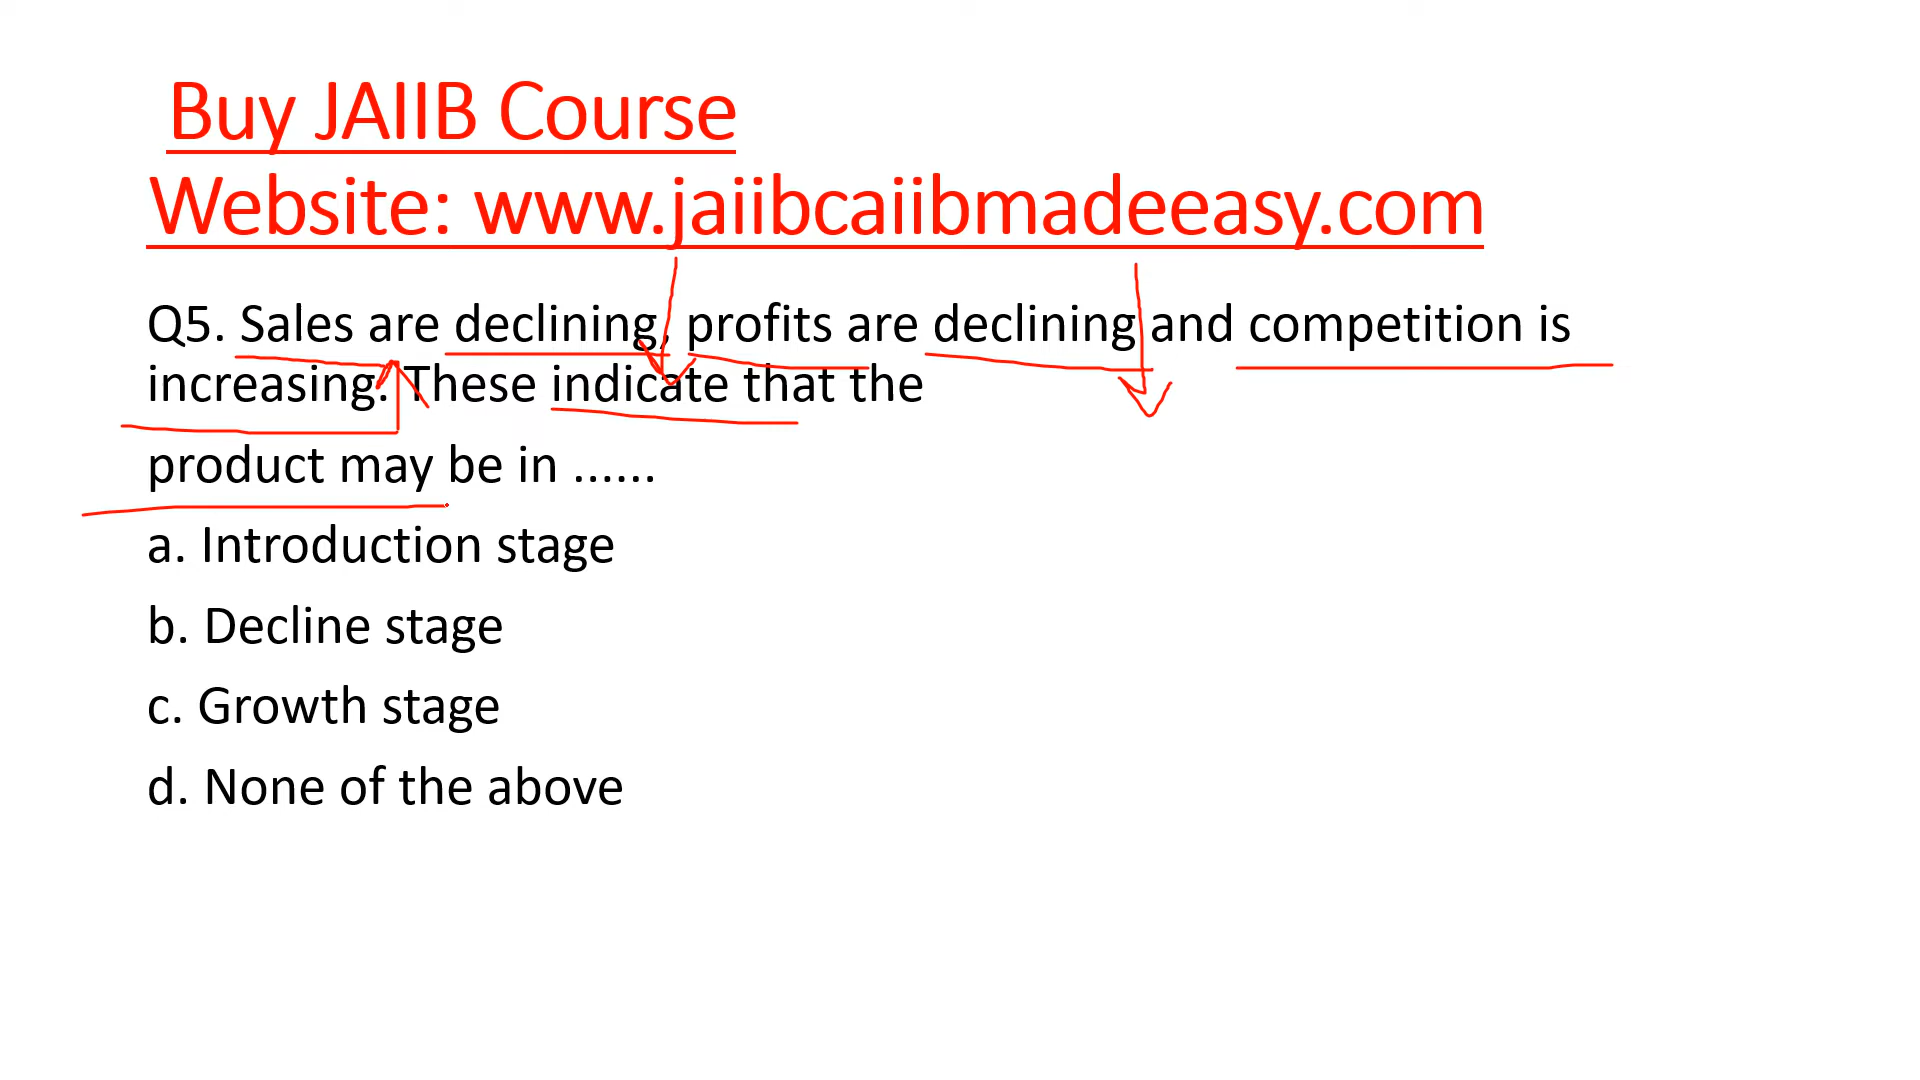 Buy JAIIB Course
Website: www.jaiibcaiibmadeeasy.com
Q5. Sales are declining, profits are declining and competition is
increasing. These indicate that the
product may be in ......
a. Introduction stage
b. Decline stage
c. Growth stage
d. None of the above